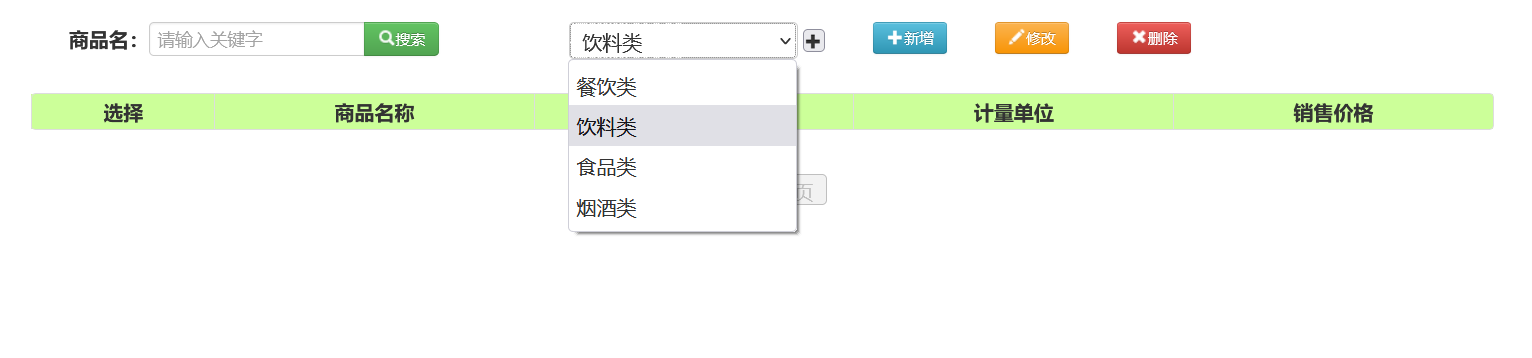 商品名： 请输入关键字 搜索 饮料类 新增 修改 删除
餐饮类
选择 商品名称 计量单位 销售价格
饮料类
食品类
页
烟酒类